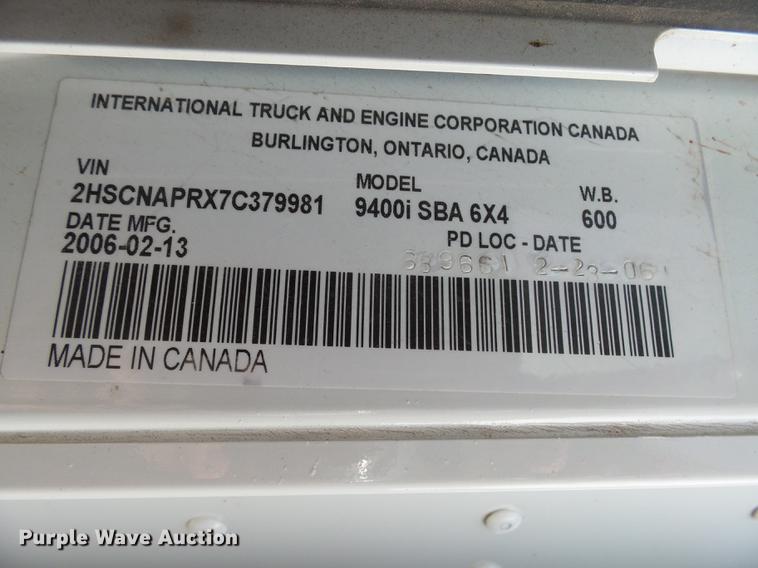 INTERNATIONAL TRUCK AND ENGINE CORPORATION CANADA
BURLINGTON, ONTARIO, CANADA
VIN MODEL W.B.
2HSCNAPRX7C379981 9400i SBA 6X4 600
DATE MFG. PD LOC - DATE
2006-02-13
MADE IN CANADA
Purple Wave Auction